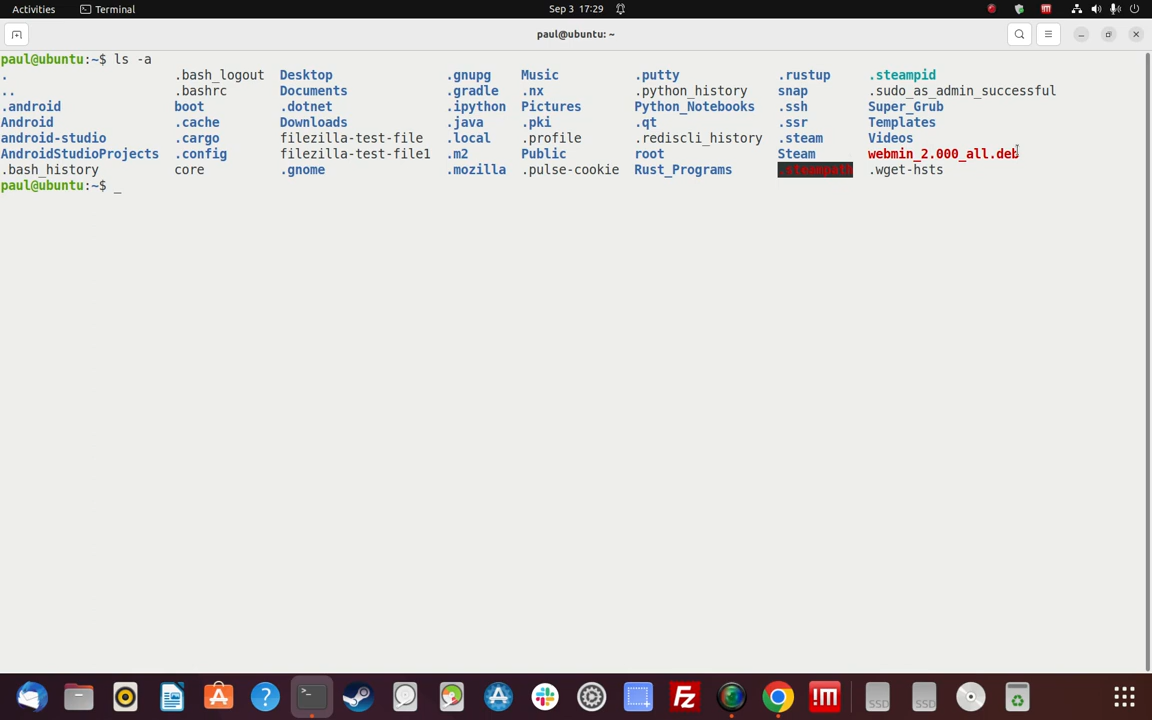 Activities Terminal Sep 3 17:29
paul@ubuntu: ~
paul@ubuntu:~$ ls -a
. .bash_logout Desktop .gnupg Music .putty .rustup .steampid
.. .bashrc Documents .gradle .nx .python_history snap .sudo_as_admin_successful
.android boot .dotnet .ipython Pictures Python_Notebooks .ssh Super_Grub
Android .cache Downloads .java .pki .qt .ssr Templates
android-studio .cargo filezilla-test-file .local .profile .rediscli_history .steam Videos
AndroidStudioProjects .config filezilla-test-file1 .m2 Public root Steam webmin_2.000_all.deb
.bash_history core .gnome .mozilla .pulse-cookie Rust_Programs .steampath .wget-hsts
paul@ubuntu:~$ _